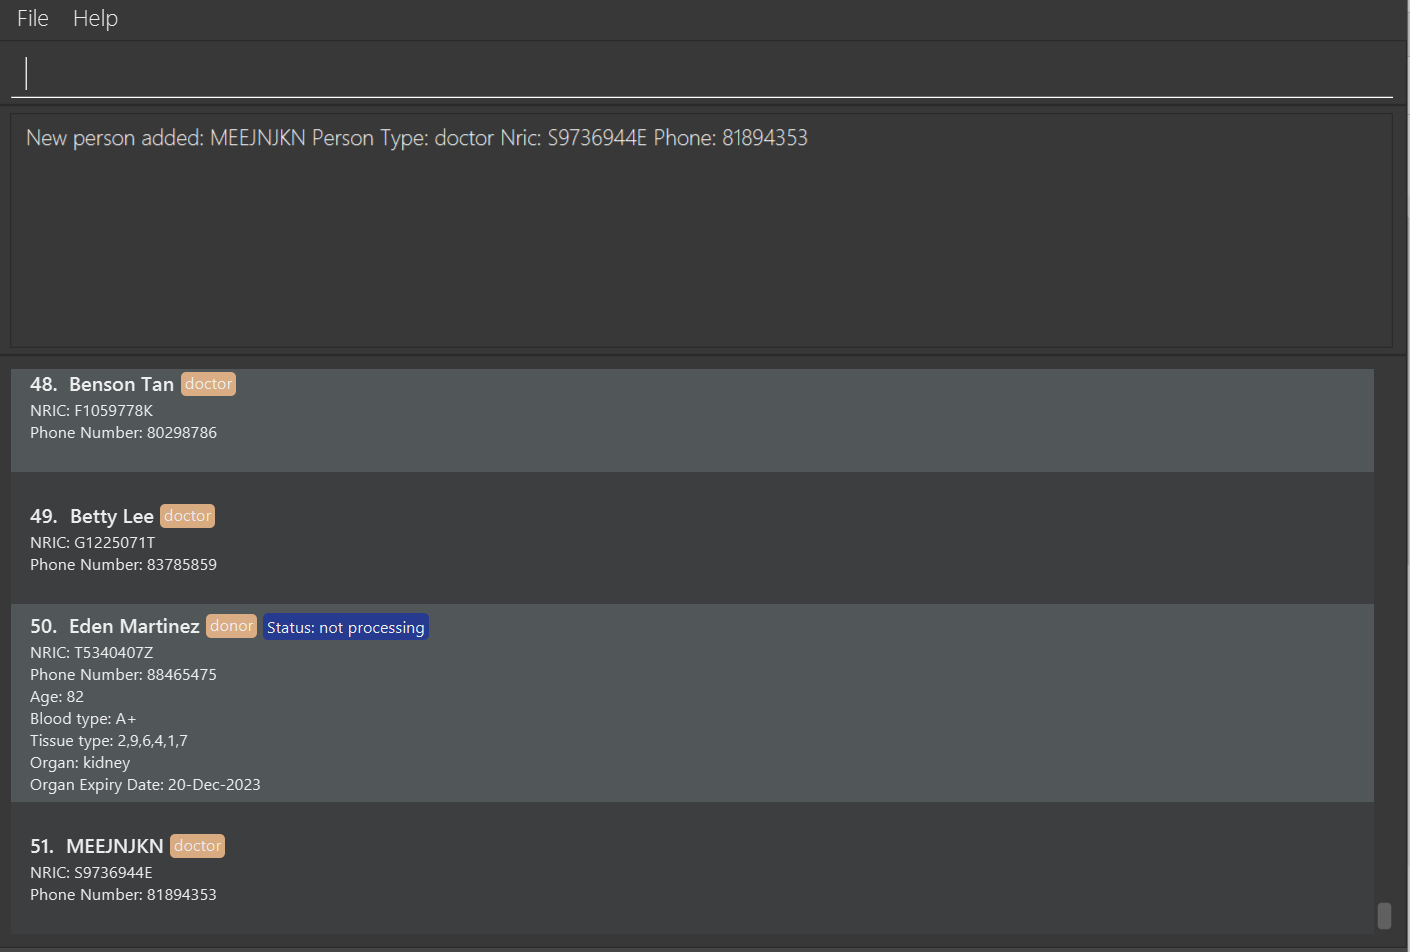 File Help
New person added: MEEJNJKN Person Type: doctor Nric: S9736944E Phone: 81894353
48. Benson Tan doctor
NRIC: F1059778K
Phone Number: 80298786
49. Betty Lee doctor
NRIC: G1225071T
Phone Number: 83785859
50. Eden Martinez donor Status: not processing
NRIC: T5340407Z
Phone Number: 88465475
Age: 82
Blood type: A+
Tissue type: 2,9,6,4,1,7
Organ: kidney
Organ Expiry Date: 20-Dec-2023
51. MEEJNJKN doctor
NRIC: S9736944E
Phone Number: 81894353